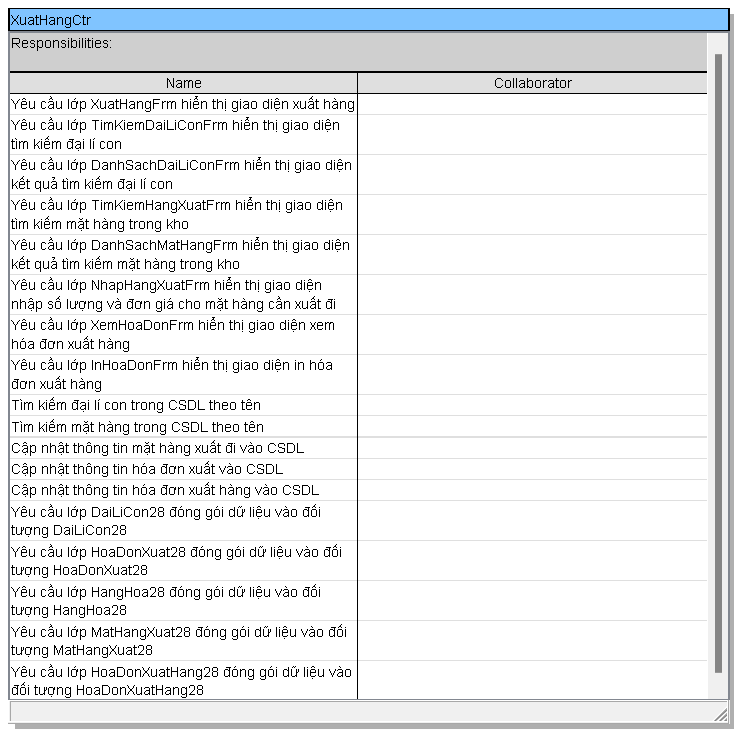 XuatHangCtr
Responsibilities:
Name
Collaborator
Yêu cầu lớp XuatHangFrm hiển thị giao diện xuất hàng
Yêu cầu lớp TimKiemDaiLiConFrm hiển thị giao diện
tìm kiếm đại lí con
Yêu cầu lớp DanhSachDaiLiConFrm hiển thị giao diện
kết quả tìm kiếm đại lí con
Yêu cầu lớp TimKiemHangXuatFrm hiển thị giao diện
tìm kiếm mặt hàng trong kho
Yêu cầu lớp DanhSachMatHangFrm hiển thị giao diện
kết quả tìm kiếm mặt hàng trong kho
Yêu cầu lớp NhapHangXuatFrm hiển thị giao diện
nhập số lượng và đơn giá cho mặt hàng cần xuất đi
Yêu cầu lớp XemHoaDonFrm hiển thị giao diện xem
hóa đơn xuất hàng
Yêu cầu lớp InHoaDonFrm hiển thị giao diện in hóa
đơn xuất hàng
Tìm kiếm đại lí con trong CSDL theo tên
Tìm kiếm mặt hàng trong CSDL theo tên
Cập nhật thông tin mặt hàng xuất đi vào CSDL
Cập nhật thông tin hóa đơn xuất vào CSDL
Cập nhật thông tin hóa đơn xuất hàng vào CSDL
Yêu cầu lớp DaiLiCon28 đóng gói dữ liệu vào đối
tượng DaiLiCon28
Yêu cầu lớp HoaDonXuat28 đóng gói dữ liệu vào đối
tượng HoaDonXuat28
Yêu cầu lớp HangHoa28 đóng gói dữ liệu vào đối
tượng HangHoa28
Yêu cầu lớp MatHangXuat28 đóng gói dữ liệu vào đối
tượng MatHangXuat28
Yêu cầu lớp HoaDonXuatHang28 đóng gói dữ liệu vào
đối tượng HoaDonXuatHang28